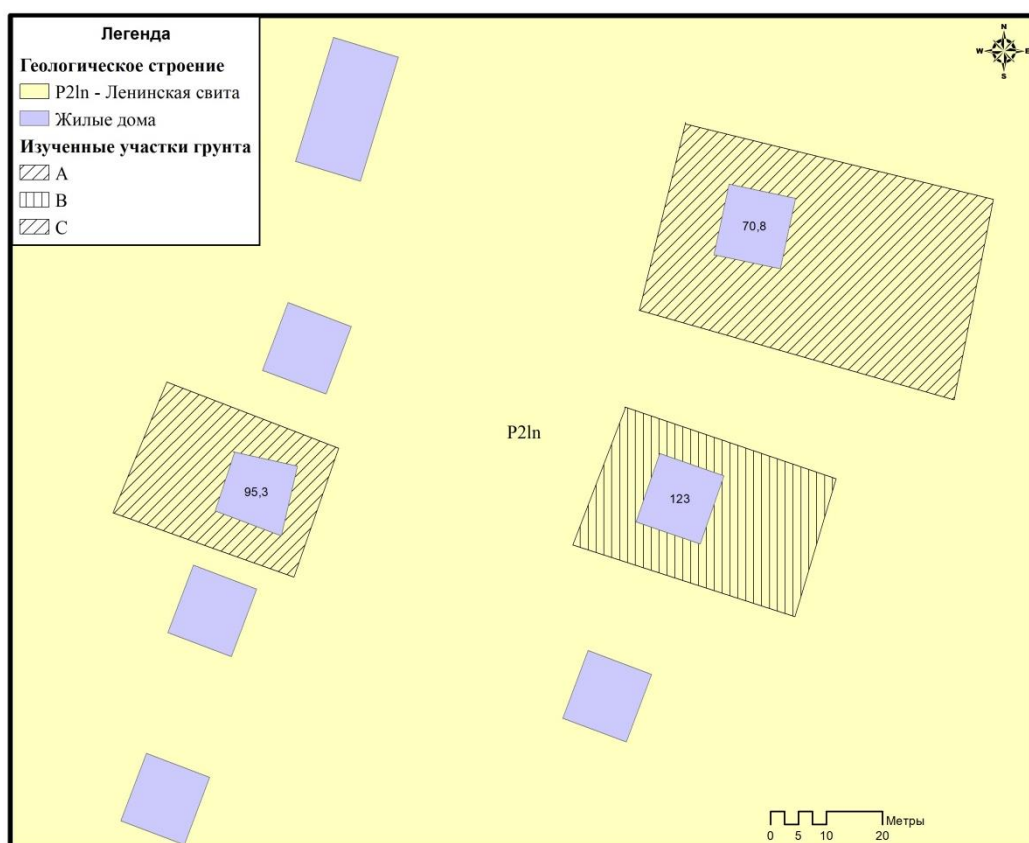 Легенда
Геологическое строение
P2ln - Ленинская свита
Жилые дома
Изученные участки грунта
A
B
C
N
W E
S
70,8
P2ln
95,3
123
Метры
0 5 10 20